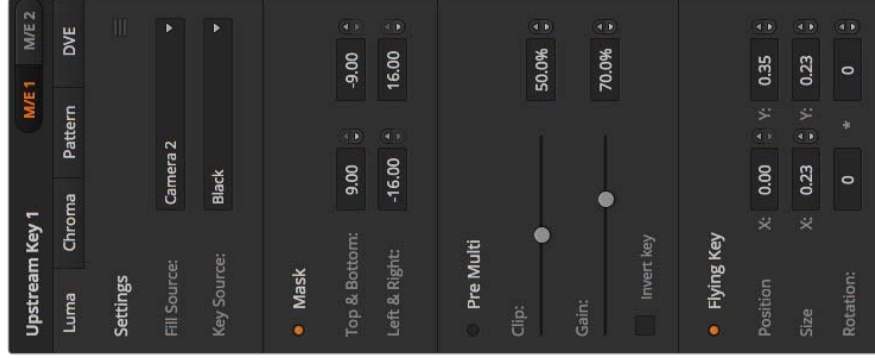 Upstream Key 1 M/E 1 M/E 2
Luma Chroma Pattern DVE
Settings
Fill Source: Camera 2
Key Source: Black
Mask
Top & Bottom: 9.00 -9.00
Left & Right: -16.00 16.00
Pre Multi
Clip: 50.0%
Gain: 70.0%
Invert key
Flying Key
Position X: 0.00 Y: 0.35
Size X: 0.23 Y: 0.23
Rotation: 0 * 0